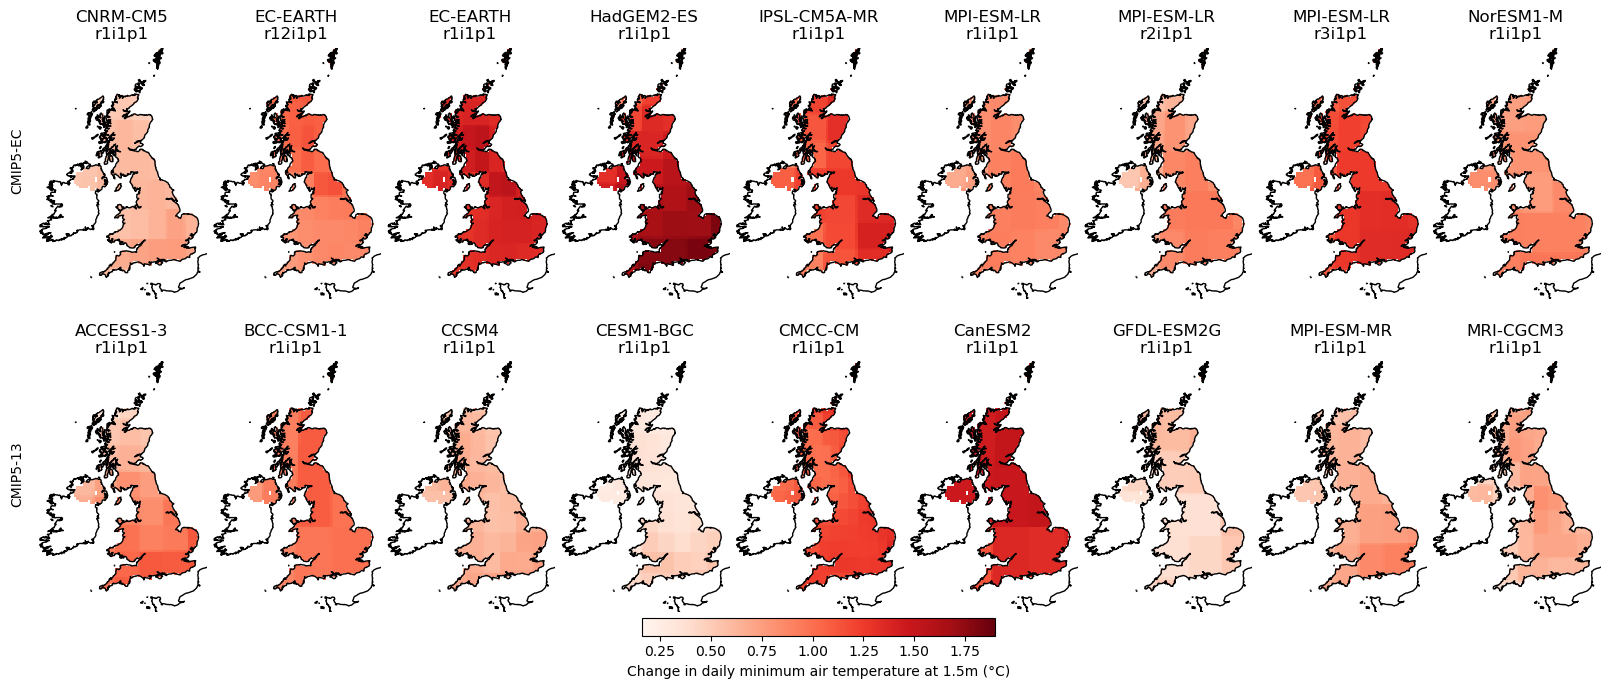 CNRM-CM5
r1i1p1
EC-EARTH
r12i1p1
EC-EARTH
r1i1p1
HadGEM2-ES
r1i1p1
IPSL-CM5A-MR
r1i1p1
MPI-ESM-LR
r1i1p1
MPI-ESM-LR
r2i1p1
MPI-ESM-LR
r3i1p1
NorESM1-M
r1i1p1
CMIP5-EC
ACCESS1-3
r1i1p1
BCC-CSM1-1
r1i1p1
CCSM4
r1i1p1
CESM1-BGC
r1i1p1
CMCC-CM
r1i1p1
CanESM2
r1i1p1
GFDL-ESM2G
r1i1p1
MPI-ESM-MR
r1i1p1
MRI-CGCM3
r1i1p1
CMIP5-13
0.25 0.50 0.75 1.00 1.25 1.50 1.75
Change in daily minimum air temperature at 1.5m (°C)